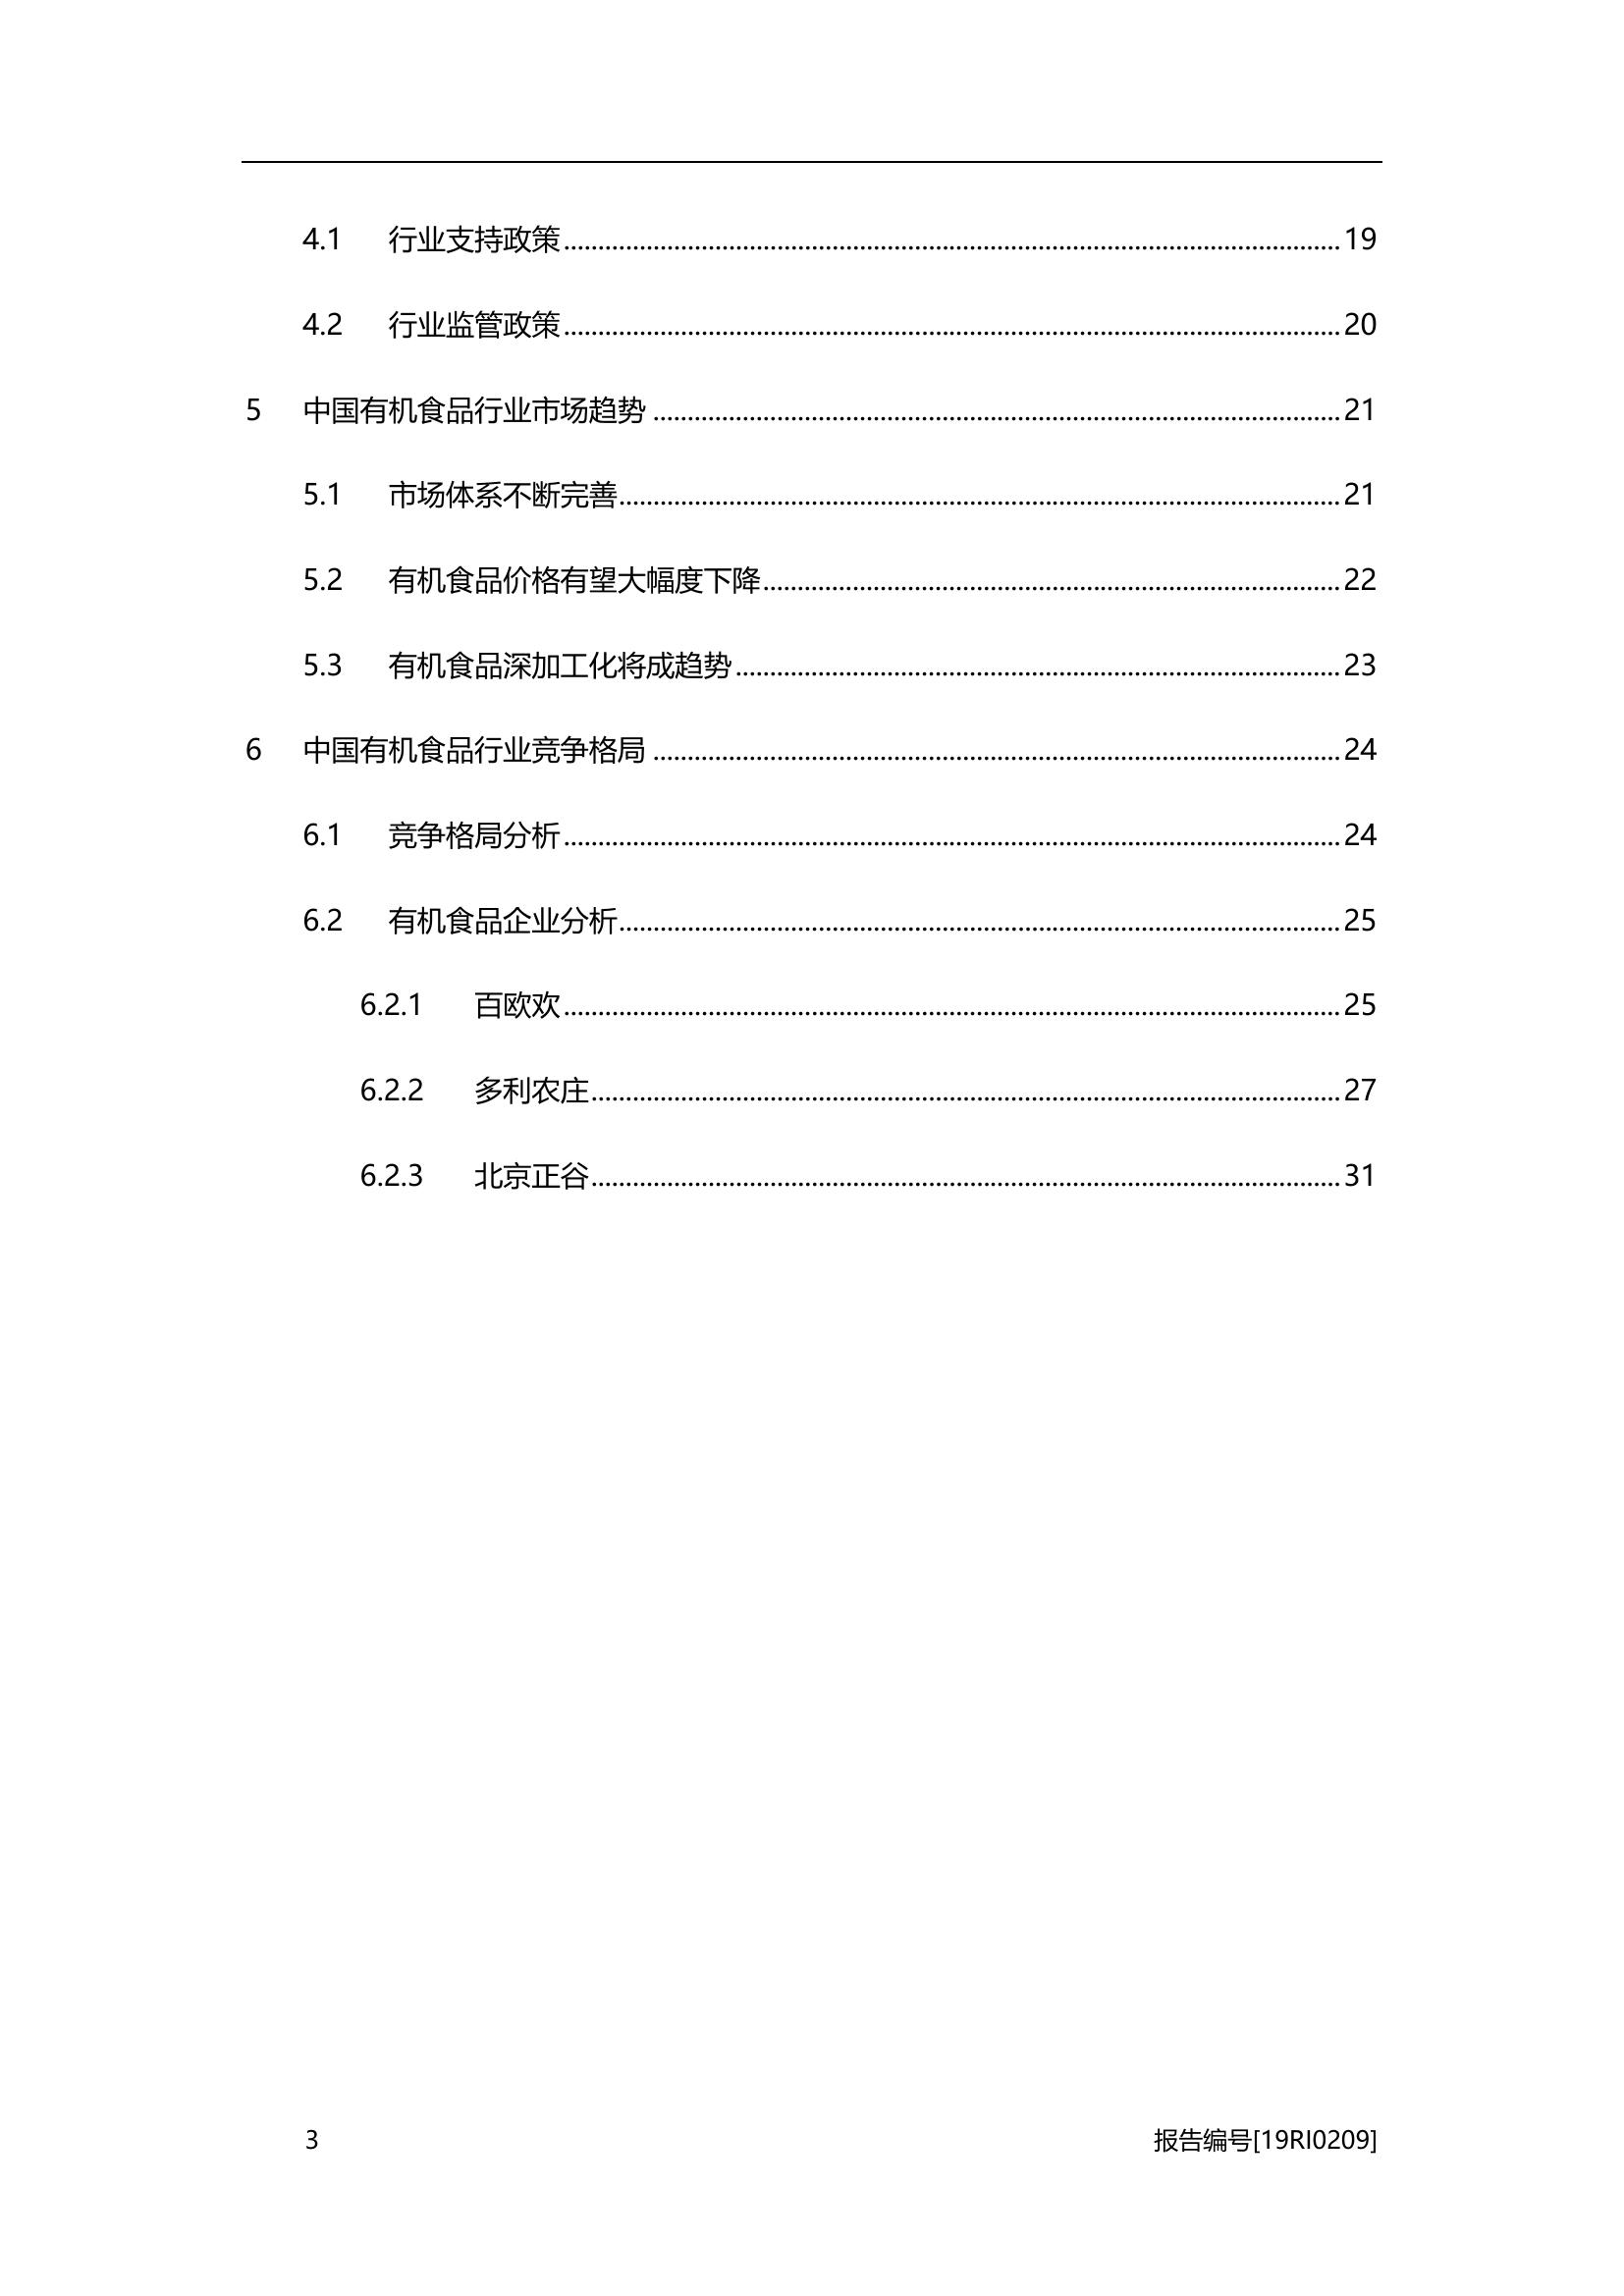 4.1 行业支持政策 19
4.2 行业监管政策 20
5 中国有机食品行业市场趋势 21
5.1 市场体系不断完善 21
5.2 有机食品价格有望大幅度下降 22
5.3 有机食品深加工化将成趋势 23
6 中国有机食品行业竞争格局 24
6.1 竞争格局分析 24
6.2 有机食品企业分析 25
6.2.1 百欧欢 25
6.2.2 多利农庄 27
6.2.3 北京正谷 31
3 报告编号[19RI0209]